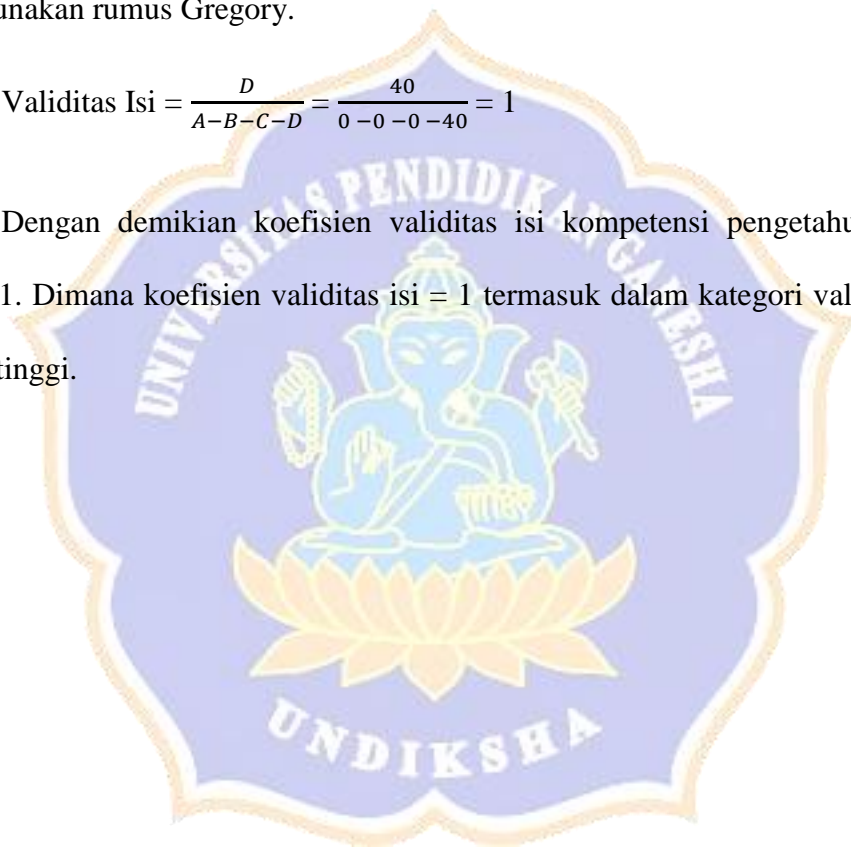 unakan rumus Gregory.
Validitas Isi = D/(A−B−C−D) = 40/(0 −0 −0 −40) = 1
Dengan demikian koefisien validitas isi kompetensi pengetahu
1. Dimana koefisien validitas isi = 1 termasuk dalam kategori val
tinggi.
UNIVERSITAS PENDIDIKAN GANESHA
UNDIKSHA